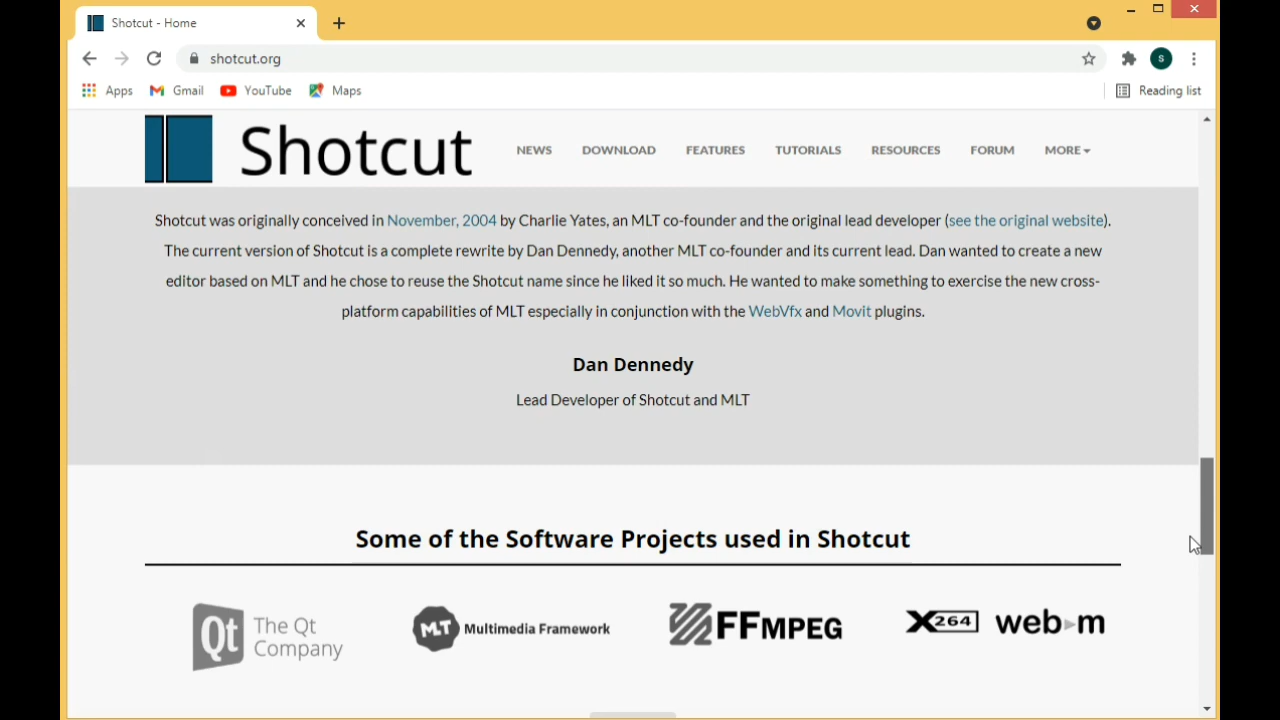 Shotcut - Home
shotcut.org
S
Apps Gmail YouTube Maps Reading list
Shotcut NEWS DOWNLOAD FEATURES TUTORIALS RESOURCES FORUM MORE
Shotcut was originally conceived in November, 2004 by Charlie Yates, an MLT co-founder and the original lead developer (see the original website).
The current version of Shotcut is a complete rewrite by Dan Dennedy, another MLT co-founder and its current lead. Dan wanted to create a new
editor based on MLT and he chose to reuse the Shotcut name since he liked it so much. He wanted to make something to exercise the new cross-
platform capabilities of MLT especially in conjunction with the WebVfx and Movit plugins.
Dan Dennedy
Lead Developer of Shotcut and MLT
Some of the Software Projects used in Shotcut
Qt The Qt Company
MLT Multimedia Framework
FFMPEG
X264
webm